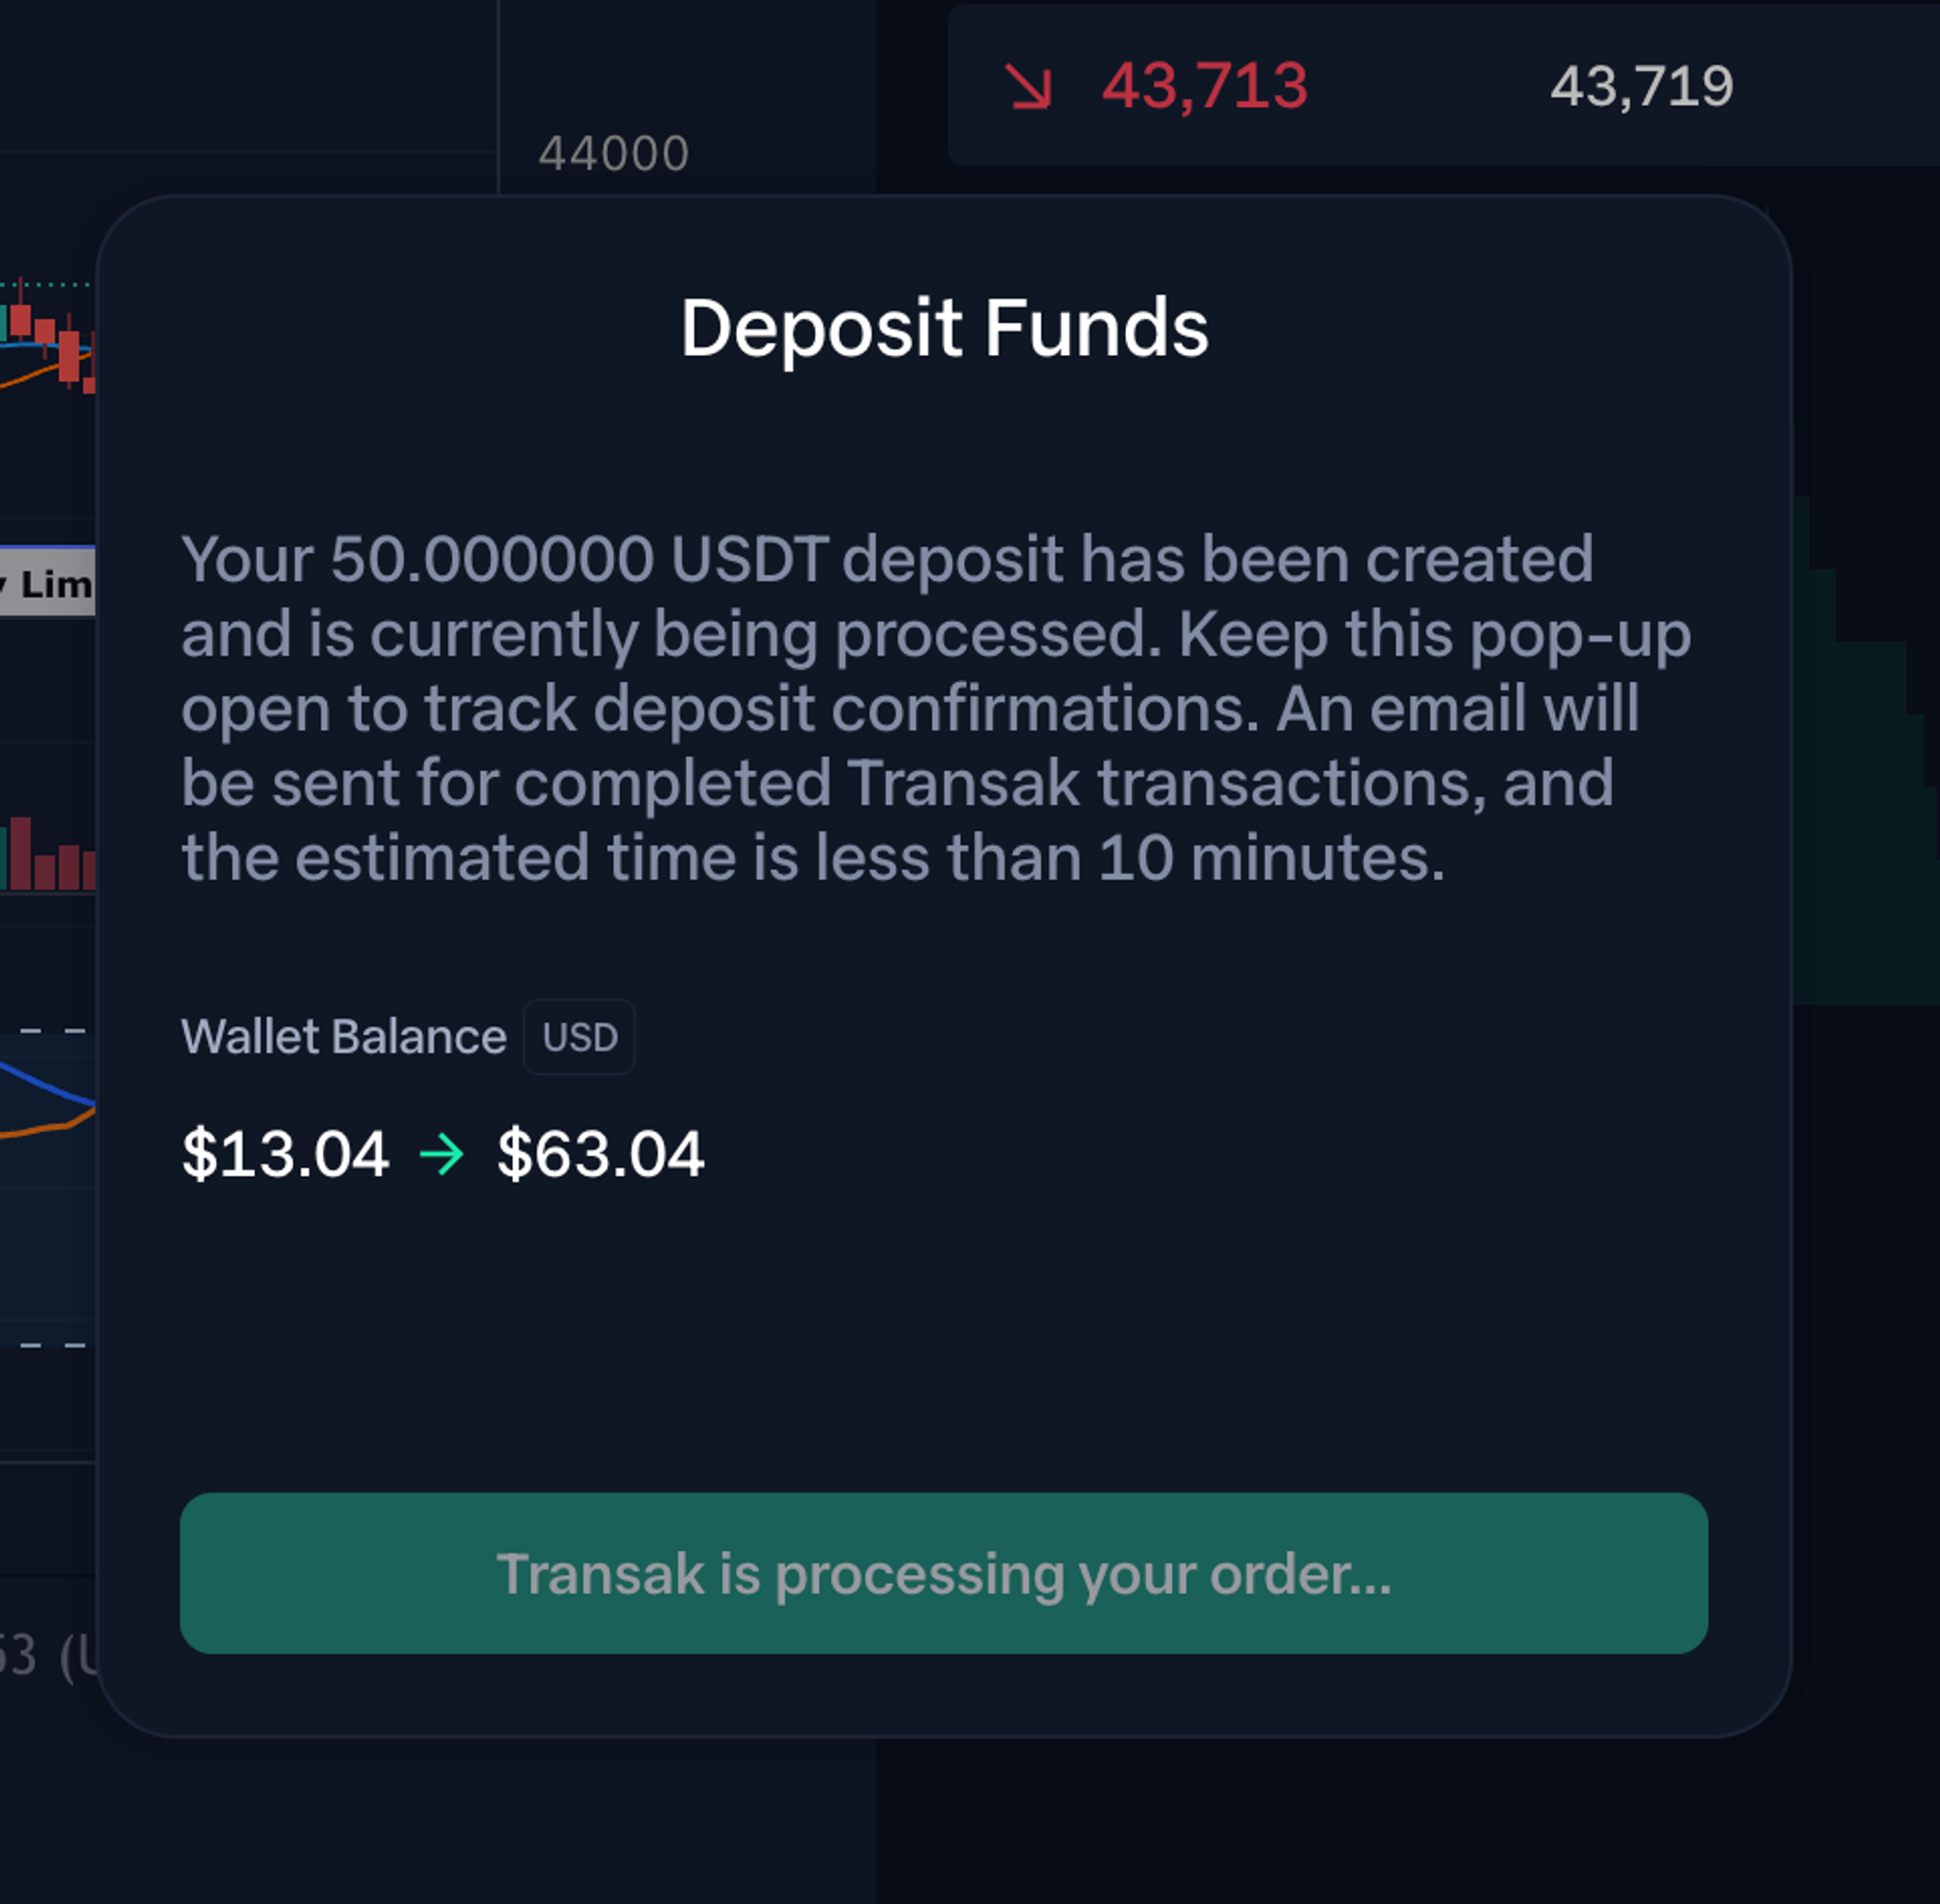 43,713 43,719
44000
Deposit Funds
Your 50.000000 USDT deposit has been created
and is currently being processed. Keep this pop-up
open to track deposit confirmations. An email will
be sent for completed Transak transactions, and
the estimated time is less than 10 minutes.
Lim
Wallet Balance USD
$13.04 → $63.04
Transak is processing your order...
53 (U